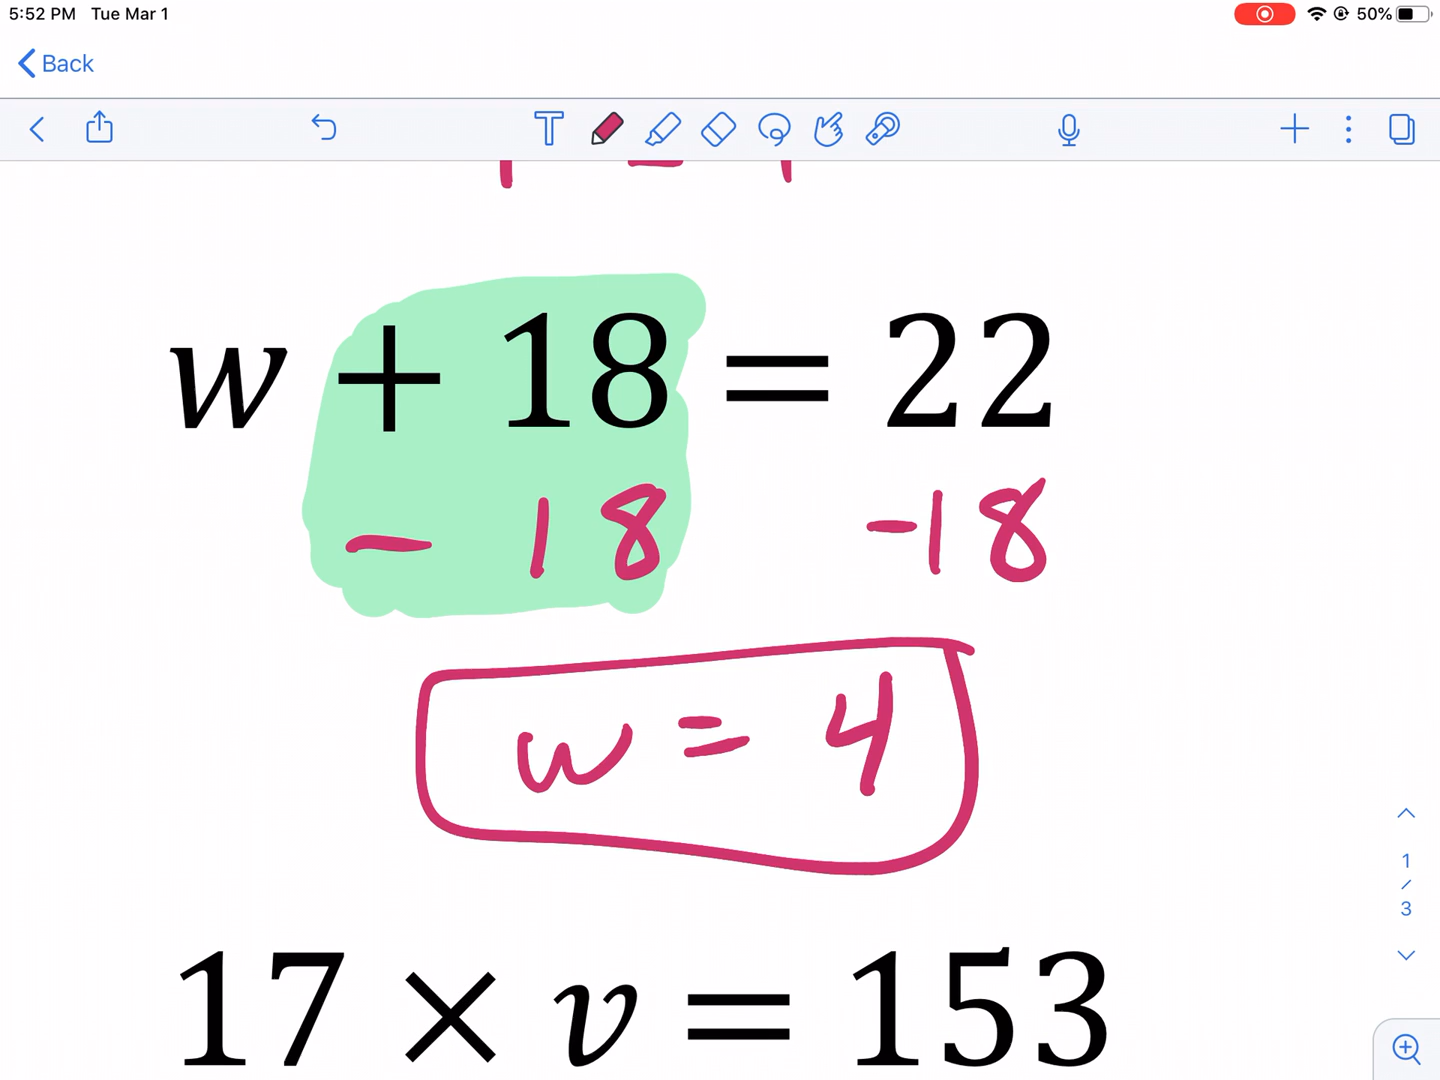 5:52 PM Tue Mar 1
50%
Back
T
w + 18 = 22
- 18 -18
w = 4
17 × v = 153
1
/
3